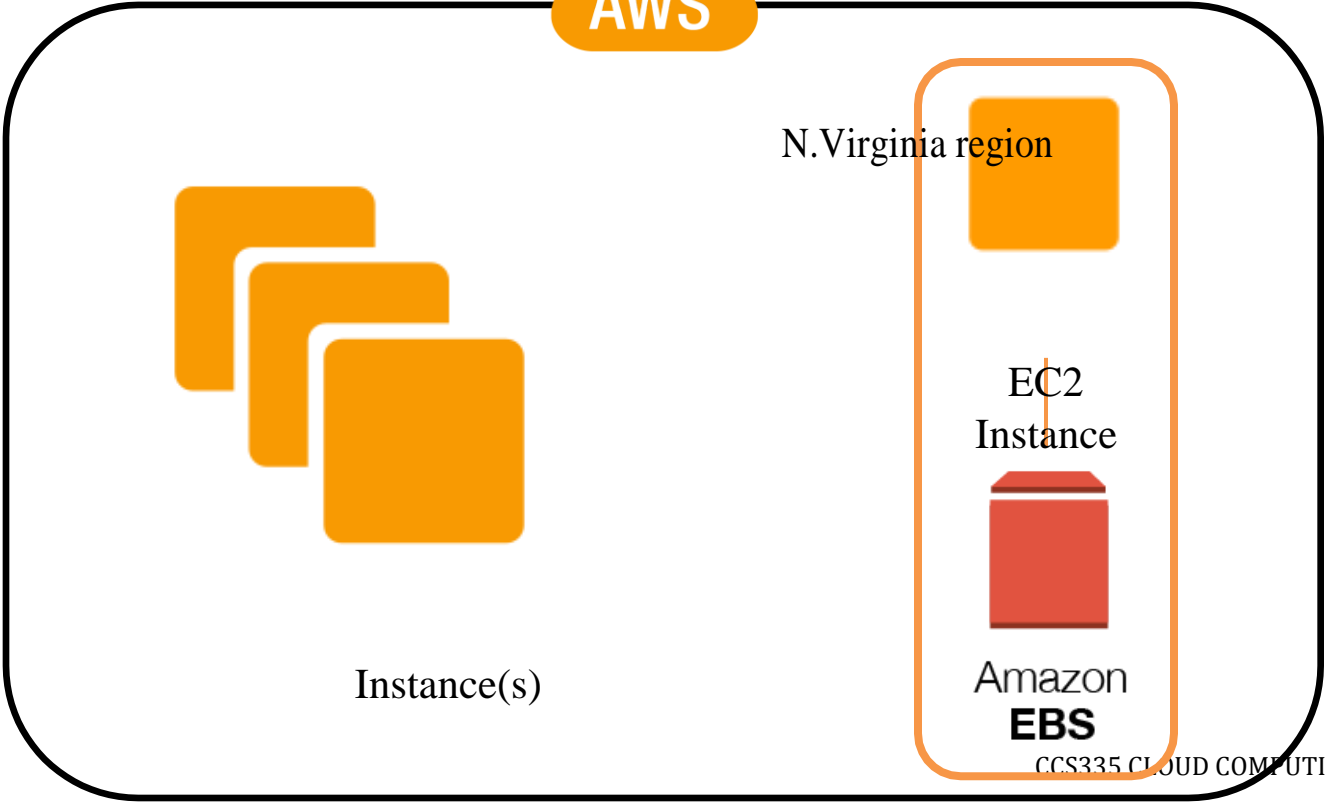 AWS
N.Virginia region
EC2
Instance
Instance(s)
Amazon
EBS
CCS335 CLOUD COMPUTI